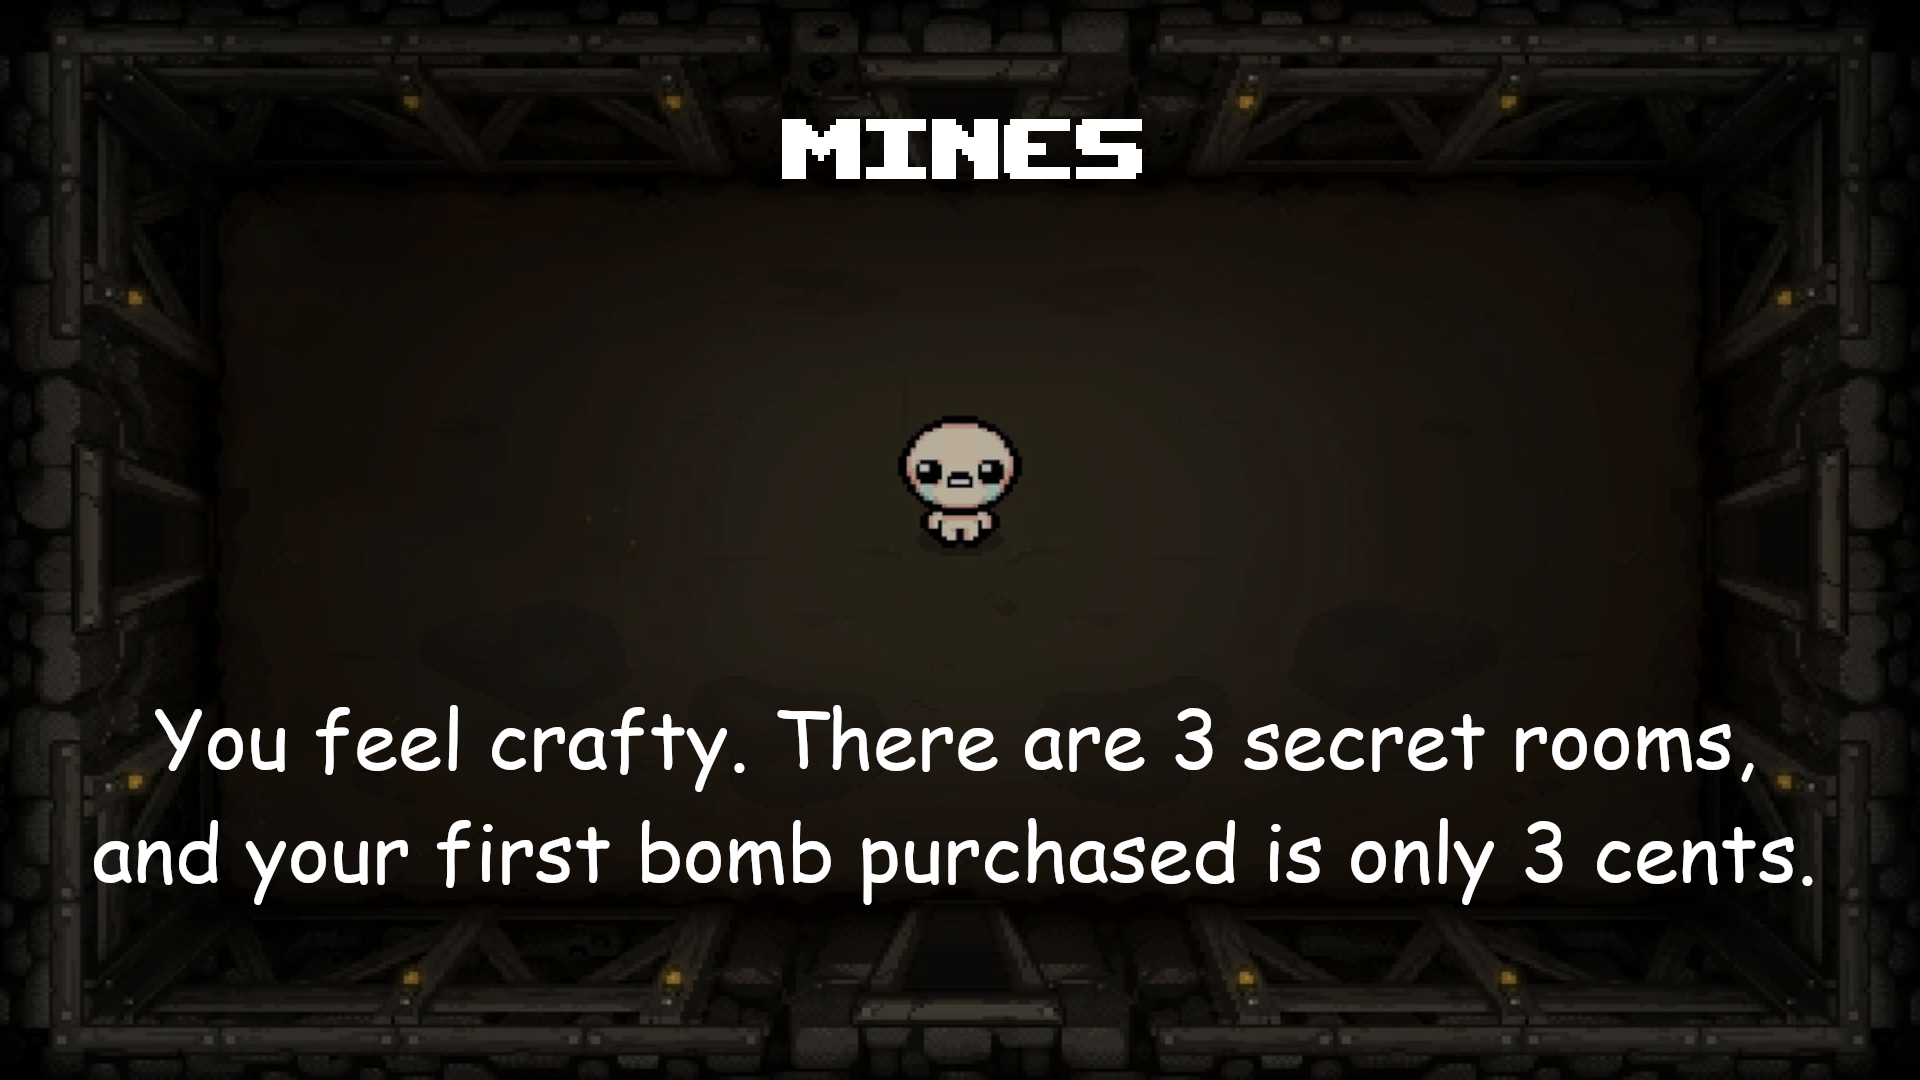 MINES
You feel crafty. There are 3 secret rooms,
and your first bomb purchased is only 3 cents.